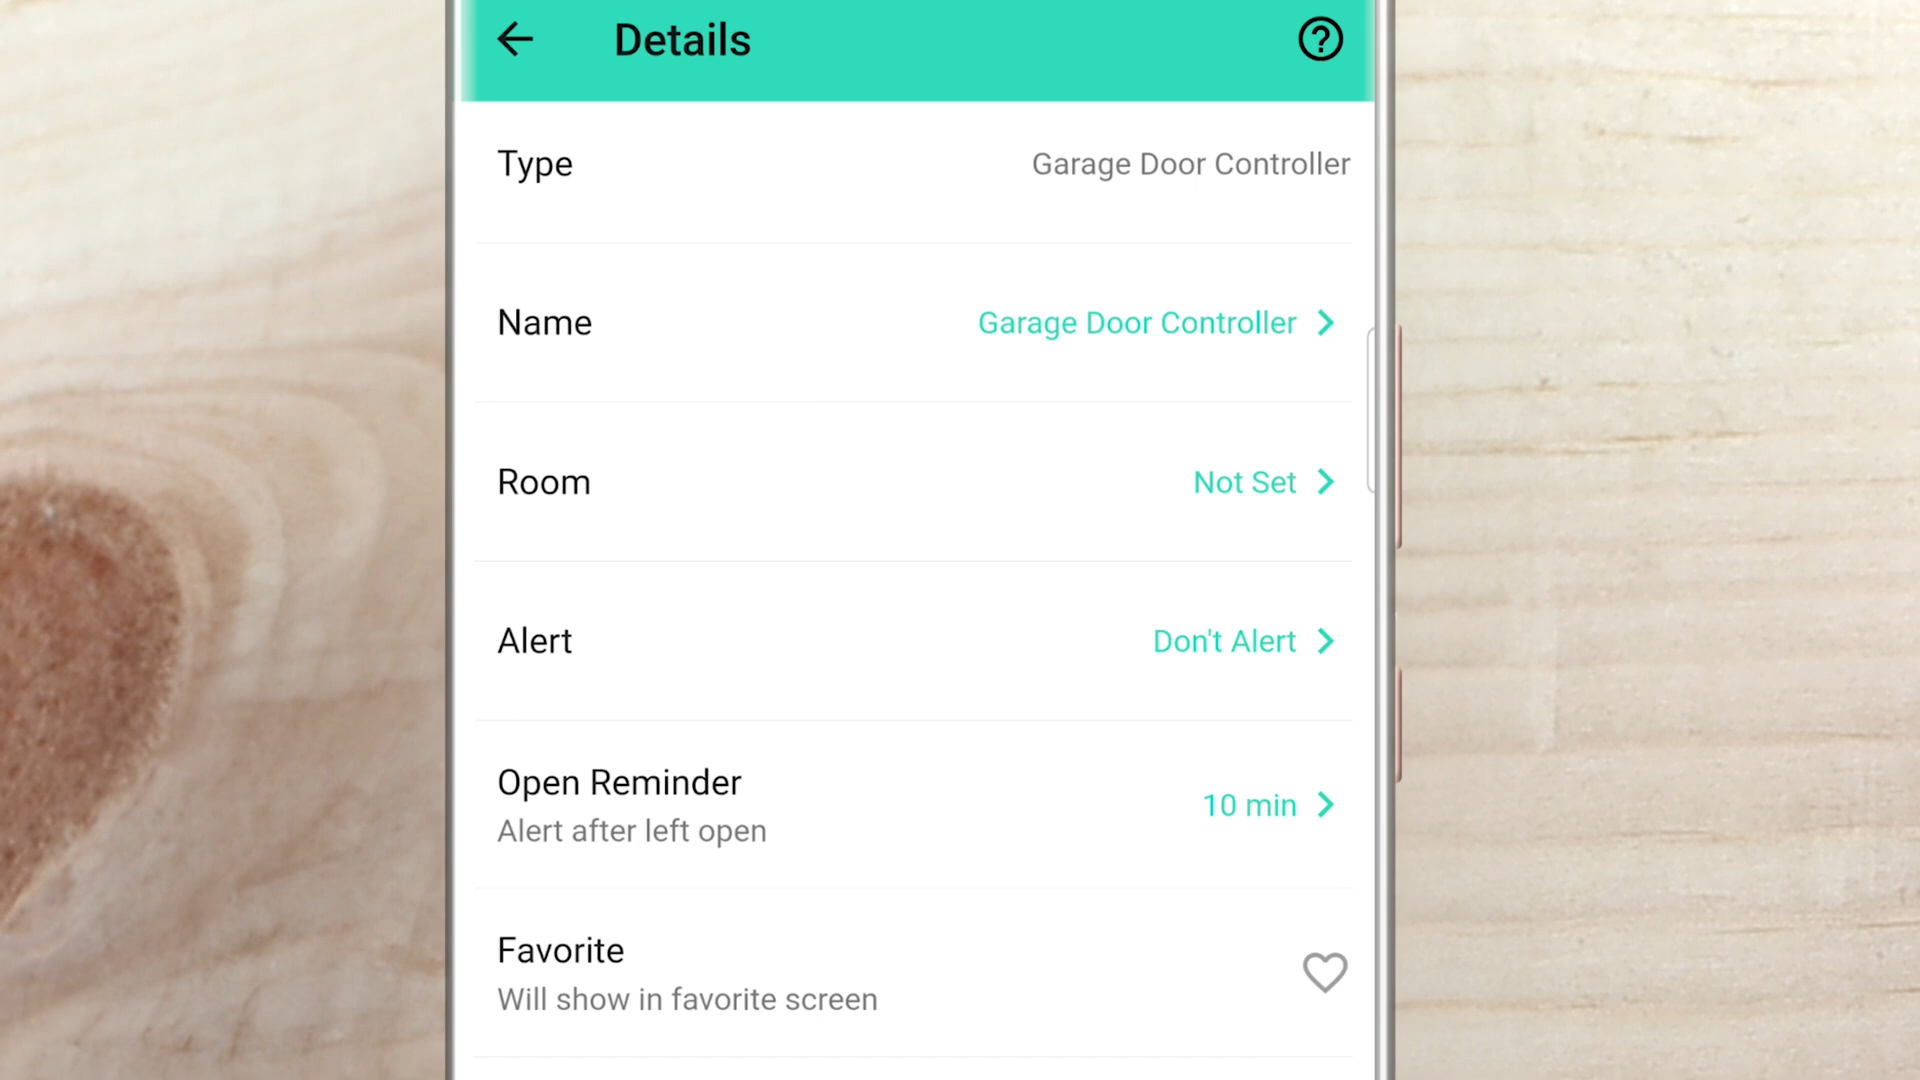 Details
Type
Garage Door Controller
Name
Garage Door Controller
Room
Not Set
Alert
Don't Alert
Open Reminder
Alert after left open
10 min
Favorite
Will show in favorite screen